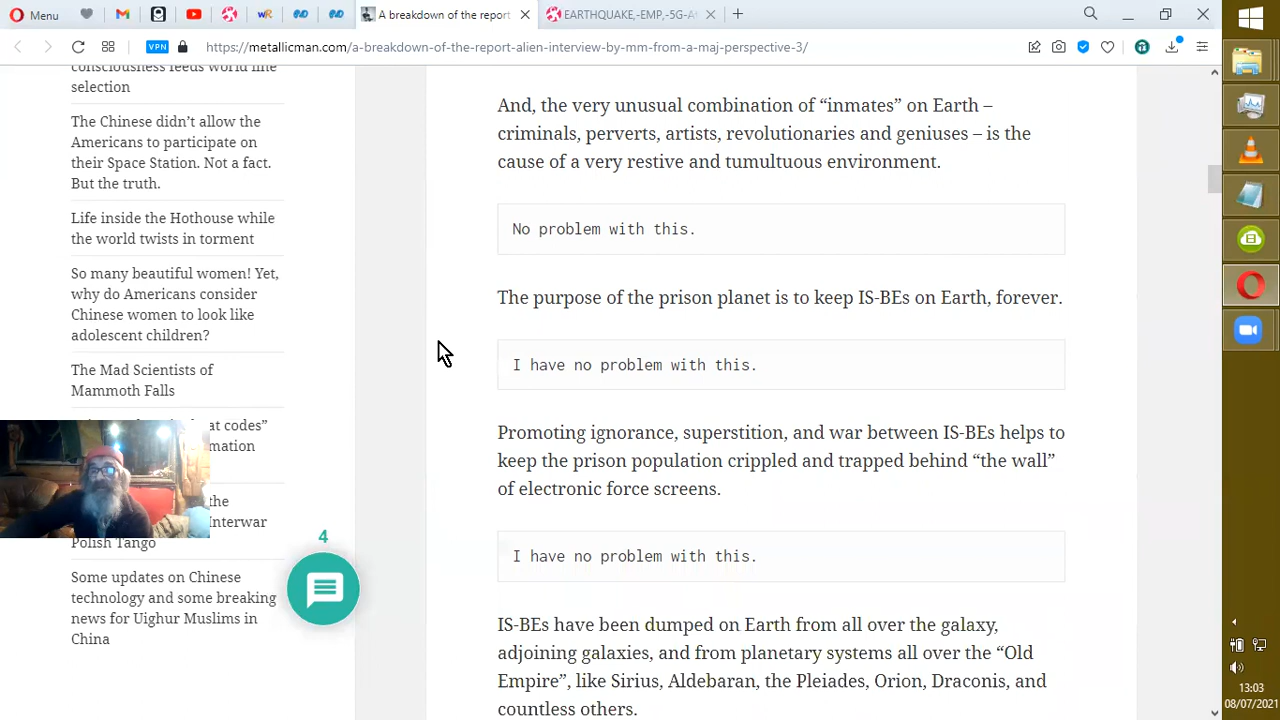 Menu
A breakdown of the report
EARTHQUAKE,-EMP,-5G-A
VPN
https://metallicman.com/a-breakdown-of-the-report-alien-interview-by-mm-from-a-maj-perspective-3/
consciousness feeds world line
selection
The Chinese didn’t allow the
Americans to participate on
their Space Station. Not a fact.
But the truth.
Life inside the Hothouse while
the world twists in torment
So many beautiful women! Yet,
why do Americans consider
Chinese women to look like
adolescent children?
The Mad Scientists of
Mammoth Falls
at codes”
mation
the
Interwar
Polish Tango
Some updates on Chinese
technology and some breaking
news for Uighur Muslims in
China
4
And, the very unusual combination of “inmates” on Earth –
criminals, perverts, artists, revolutionaries and geniuses – is the
cause of a very restive and tumultuous environment.
No problem with this.
The purpose of the prison planet is to keep IS-BEs on Earth, forever.
I have no problem with this.
Promoting ignorance, superstition, and war between IS-BEs helps to
keep the prison population crippled and trapped behind “the wall”
of electronic force screens.
I have no problem with this.
IS-BEs have been dumped on Earth from all over the galaxy,
adjoining galaxies, and from planetary systems all over the “Old
Empire”, like Sirius, Aldebaran, the Pleiades, Orion, Draconis, and
countless others.
13:03
08/07/2021